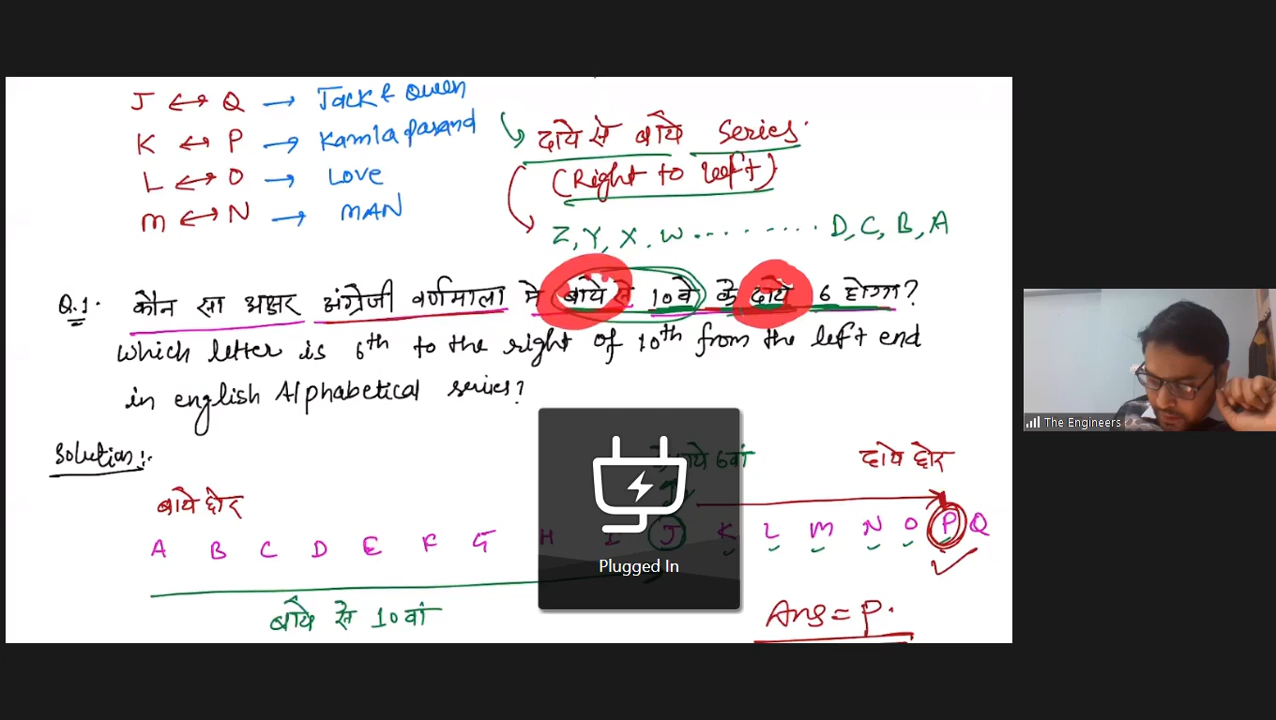 J ↔ Q → Jack & Queen
K ↔ P → Kamla Pasand
L ↔ O → Love
M ↔ N → MAN
दाये से बाये Series.
(Right to left)
Z, Y, X, W ......... D, C, B, A
Q.1 कौन सा अक्षर अंग्रेजी वर्णमाला मे बाये से 10वे के दाये 6 होगा?
Which letter is 6th to the right of 10th from the left end
in english Alphabetical series?
Solution :-
के दाये 6वां
दाये छोर
बाये छोर
A B C D E F G H I J K L M N O P Q
बाये से 10वां
Ans = P.
Plugged In
The Engineers